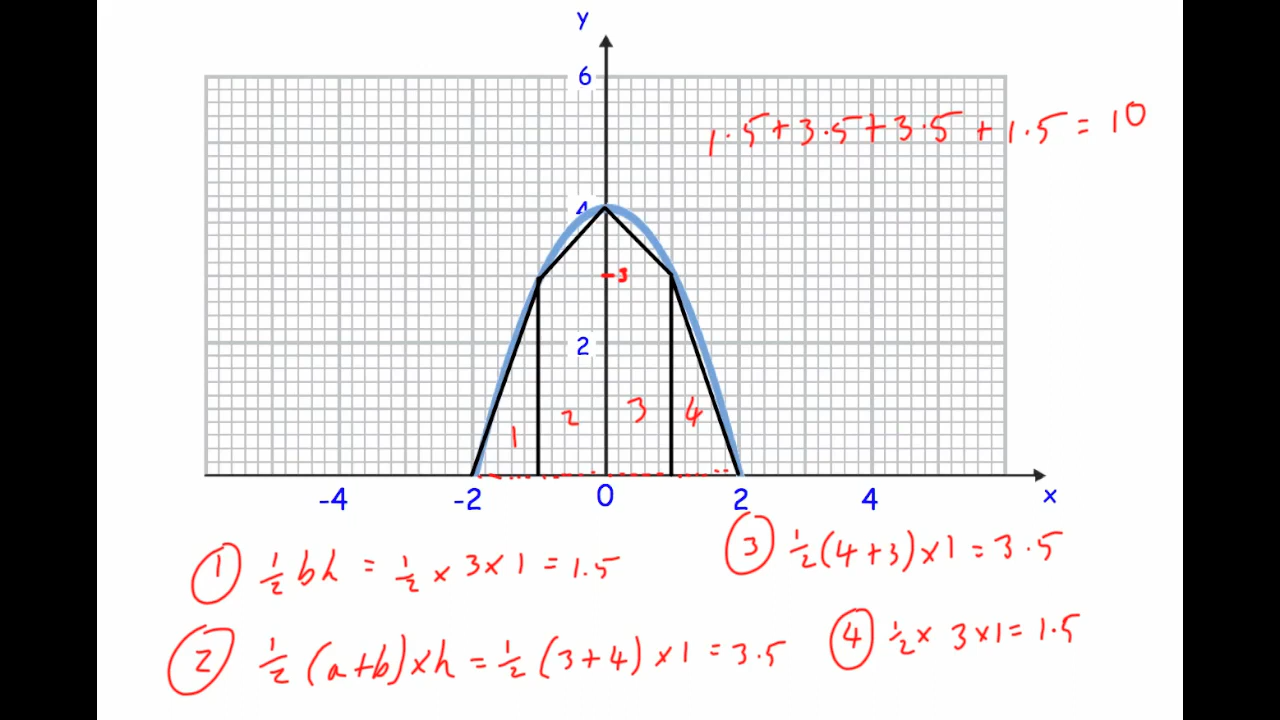 y
6
1.5+3.5+3.5+1.5=10
4
3
2
1 2 3 4
-4 -2 0 2 4 x
① ½bh = ½ × 3×1 = 1.5
③ ½(4+3)×1=3.5
② ½(a+b)×h = ½(3+4)×1=3.5
④ ½× 3×1=1.5